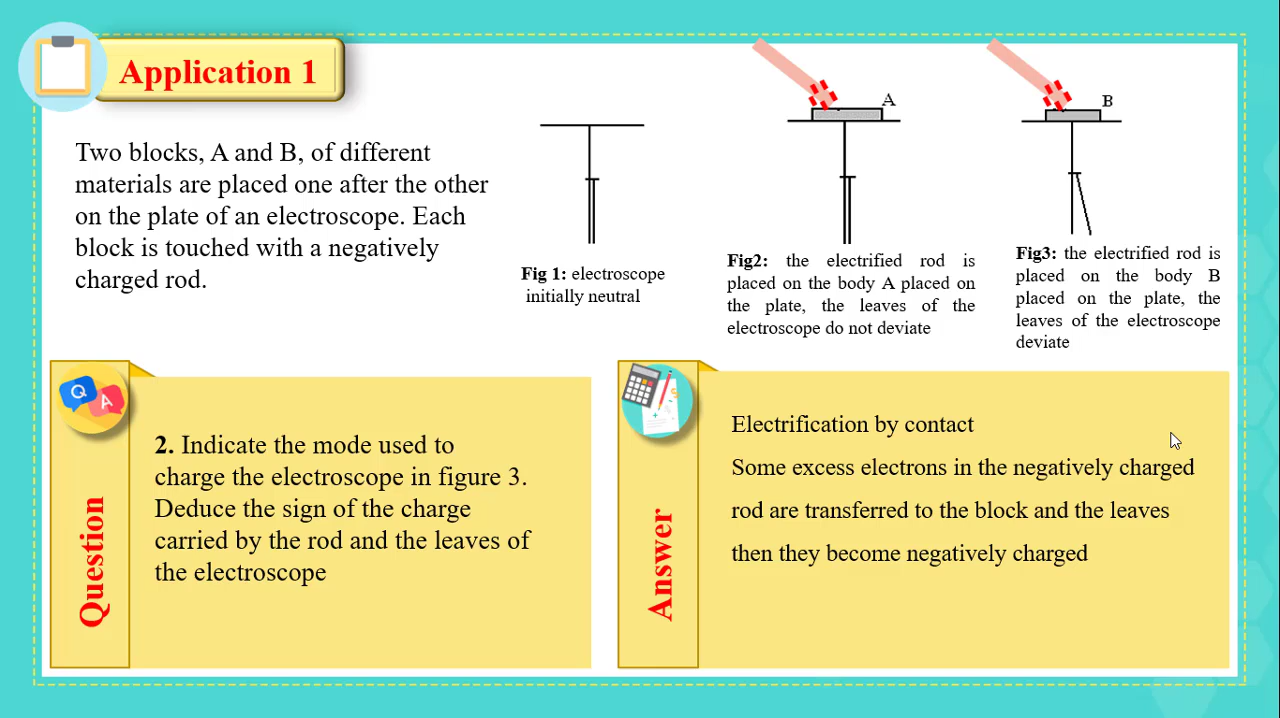 Application 1
Two blocks, A and B, of different
materials are placed one after the other
on the plate of an electroscope. Each
block is touched with a negatively
charged rod.
Fig 1: electroscope
initially neutral
A
Fig2: the electrified rod is
placed on the body A placed on
the plate, the leaves of the
electroscope do not deviate
B
Fig3: the electrified rod is
placed on the body B
placed on the plate, the
leaves of the electroscope
deviate
Q
A
Question
2. Indicate the mode used to
charge the electroscope in figure 3.
Deduce the sign of the charge
carried by the rod and the leaves of
the electroscope
Answer
Electrification by contact
Some excess electrons in the negatively charged
rod are transferred to the block and the leaves
then they become negatively charged